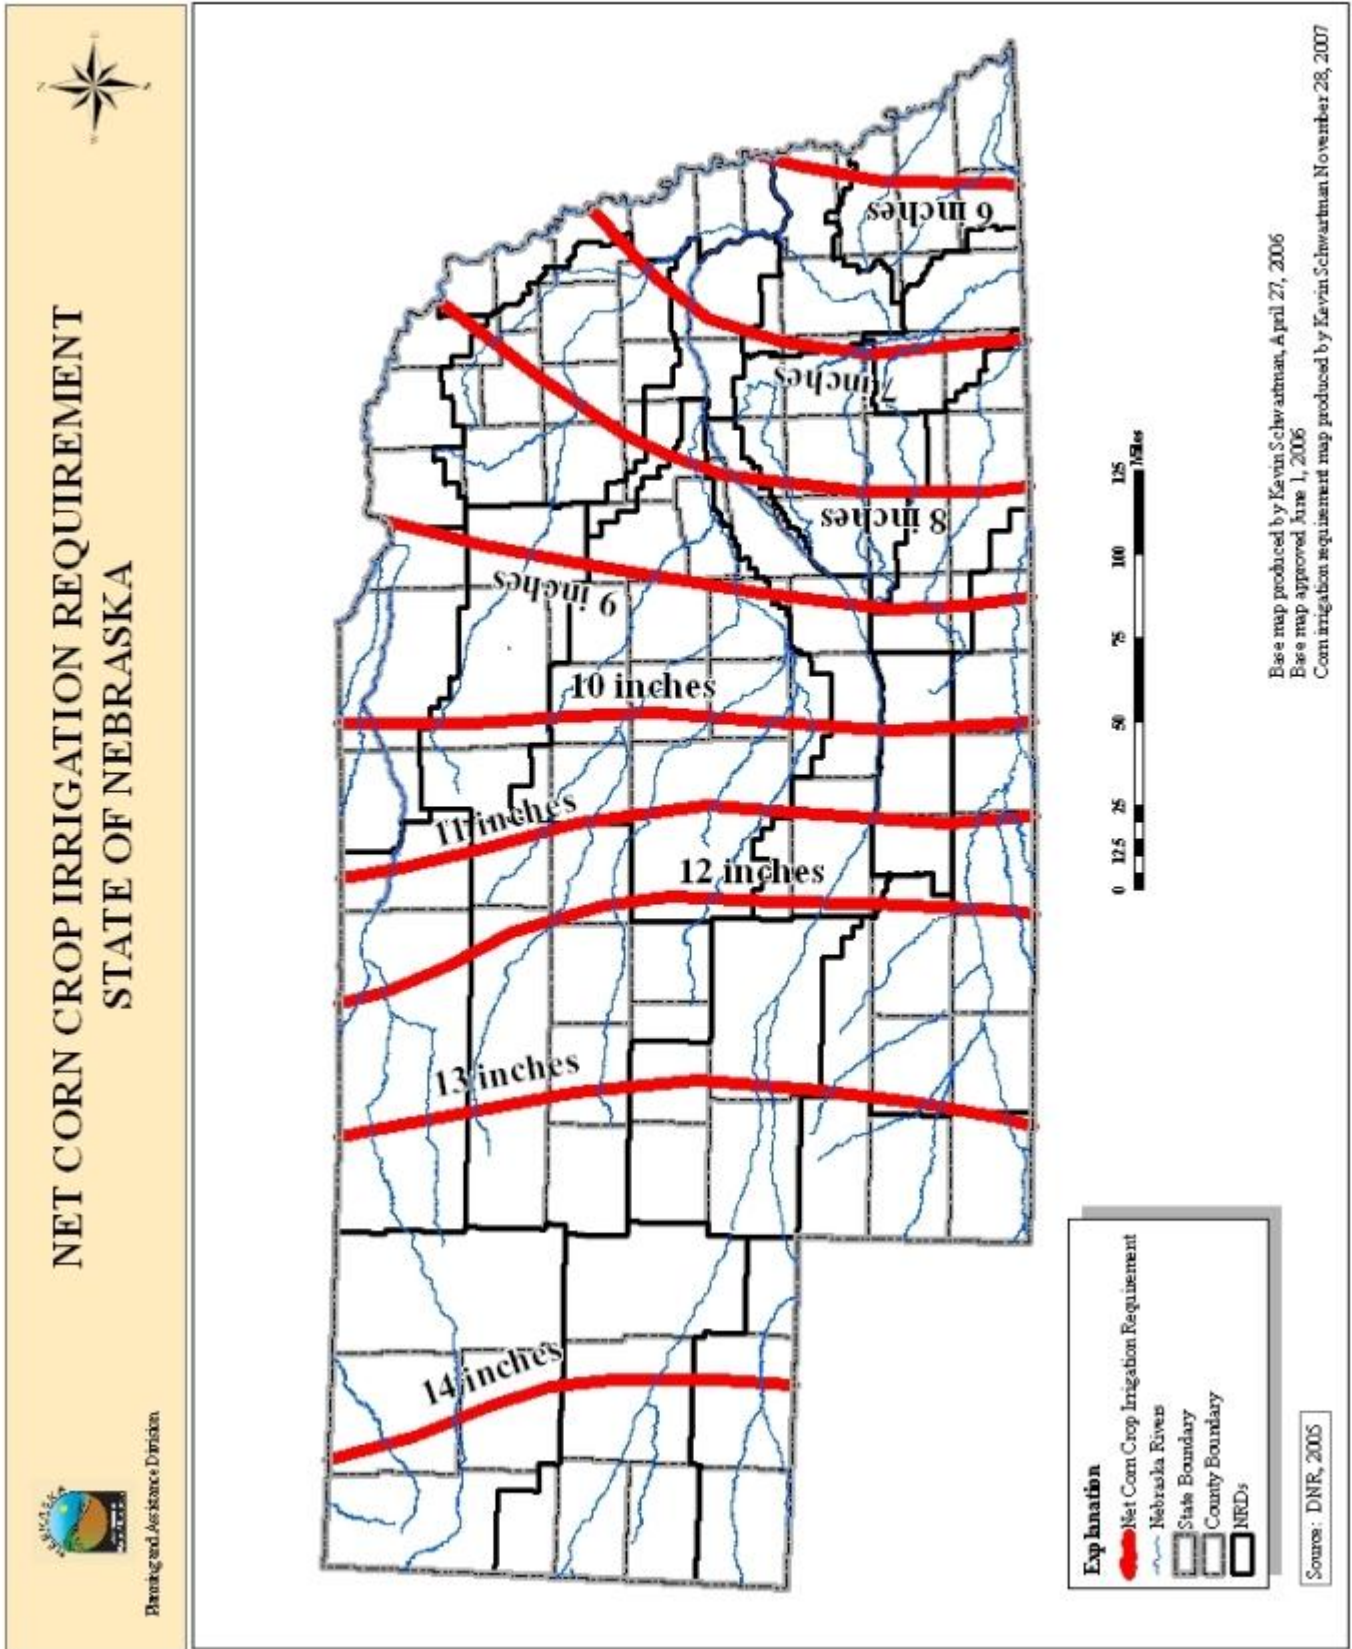 NET CORN CROP IRRIGATION REQUIREMENT
STATE OF NEBRASKA
N
E
W
Planning and Assistance Division
14 inches
13 inches
12 inches
11 inches
10 inches
9 inches
8 inches
7 inches
6 inches
Explanation
Net Corn Crop Irrigation Requirement
Nebraska Rivers
State Boundary
County Boundary
NRDs
0 12.5 25 50 75 100 125
Miles
Source: DNR, 2005
Base map produced by Kevin Schwartman, April 27, 2006
Base map approved June 1, 2006
Corn irrigation requirement map produced by Kevin Schwartman November 28, 2007